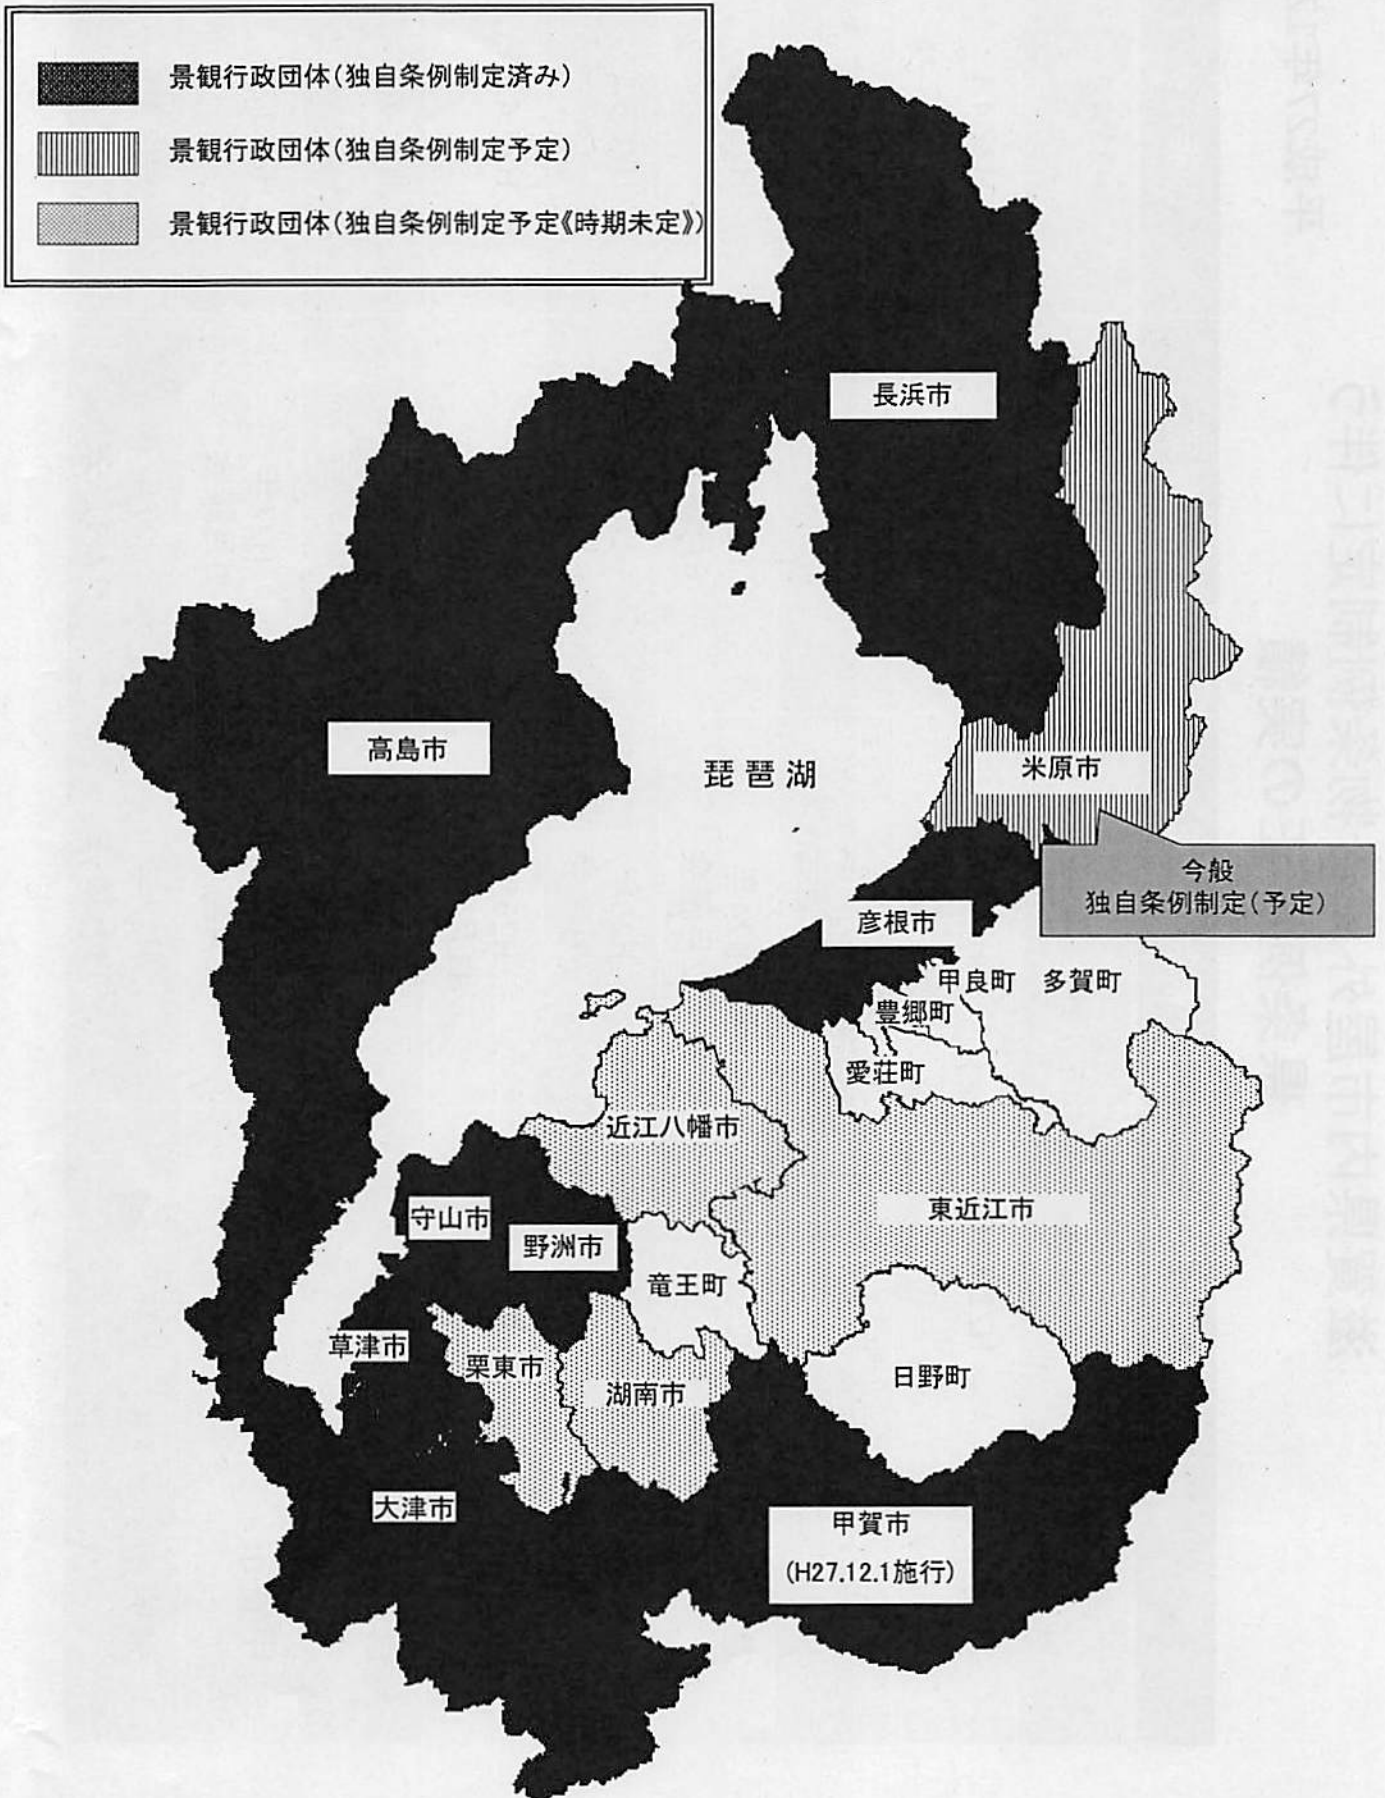 景観行政団体(独自条例制定済み)
景観行政団体(独自条例制定予定)
景観行政団体(独自条例制定予定《時期未定》)
長浜市
高島市
琵琶湖
米原市
今般
独自条例制定(予定)
彦根市
甲良町
多賀町
豊郷町
愛荘町
近江八幡市
東近江市
守山市
野洲市
竜王町
草津市
栗東市
湖南市
日野町
大津市
甲賀市
(H27.12.1施行)